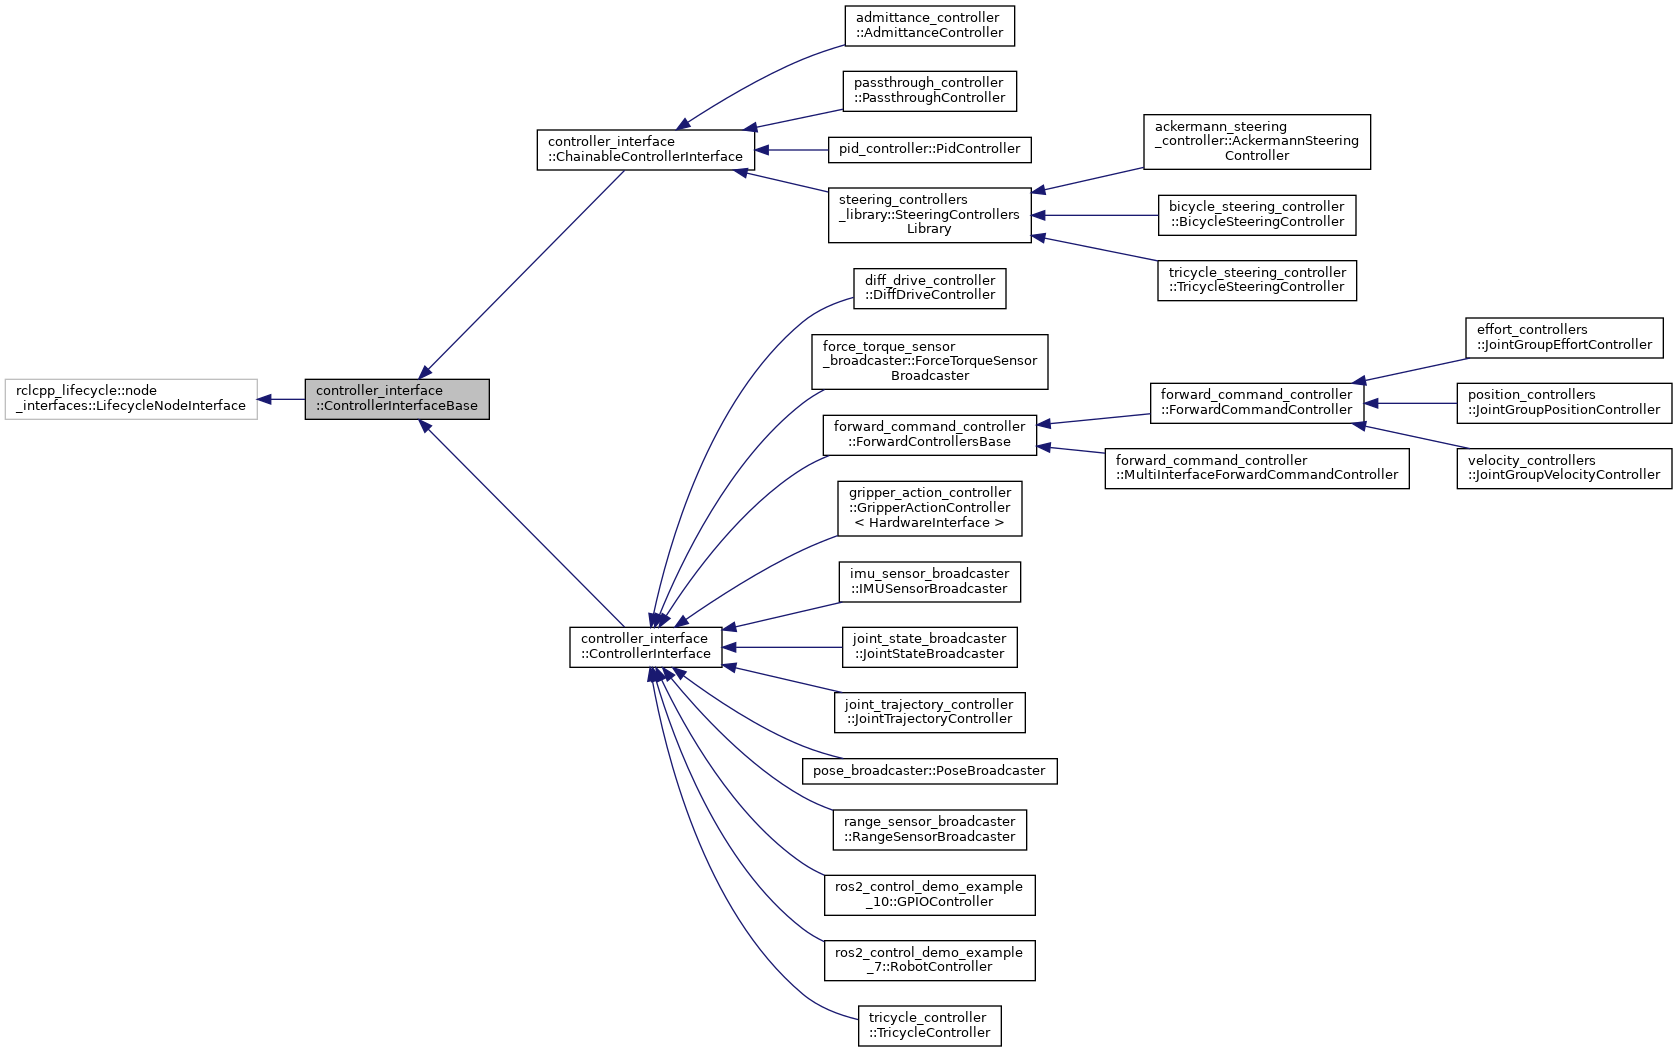 admittance_controller
::AdmittanceController
passthrough_controller
::PassthroughController
controller_interface
::ChainableControllerInterface
pid_controller::PidController
ackermann_steering
_controller::AckermannSteering
Controller
steering_controllers
_library::SteeringControllers
Library
bicycle_steering_controller
::BicycleSteeringController
tricycle_steering_controller
::TricycleSteeringController
diff_drive_controller
::DiffDriveController
force_torque_sensor
_broadcaster::ForceTorqueSensor
Broadcaster
effort_controllers
::JointGroupEffortController
rclcpp_lifecycle::node
_interfaces::LifecycleNodeInterface
controller_interface
::ControllerInterfaceBase
forward_command_controller
::ForwardCommandController
position_controllers
::JointGroupPositionController
forward_command_controller
::ForwardControllersBase
forward_command_controller
::MultiInterfaceForwardCommandController
velocity_controllers
::JointGroupVelocityController
gripper_action_controller
::GripperActionController
< HardwareInterface >
imu_sensor_broadcaster
::IMUSensorBroadcaster
controller_interface
::ControllerInterface
joint_state_broadcaster
::JointStateBroadcaster
joint_trajectory_controller
::JointTrajectoryController
pose_broadcaster::PoseBroadcaster
range_sensor_broadcaster
::RangeSensorBroadcaster
ros2_control_demo_example
_10::GPIOController
ros2_control_demo_example
_7::RobotController
tricycle_controller
::TricycleController